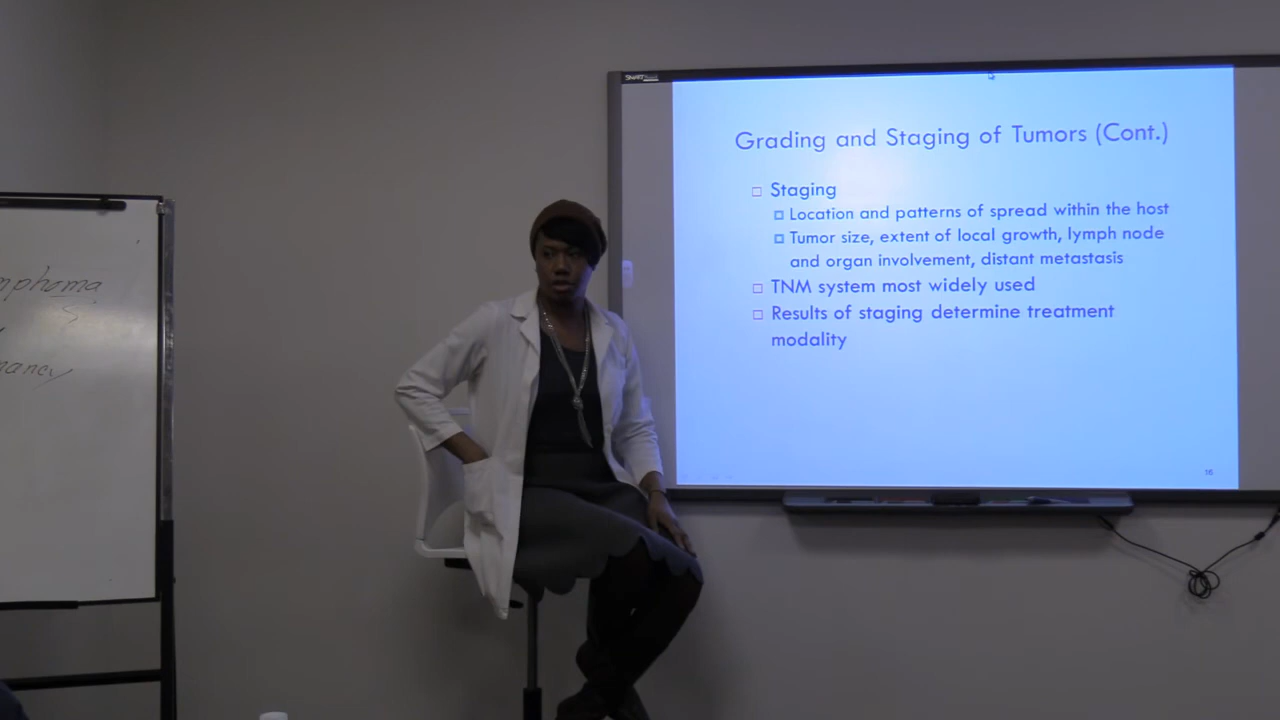 SMART
Grading and Staging of Tumors (Cont.)
Staging
Location and patterns of spread within the host
Tumor size, extent of local growth, lymph node
and organ involvement, distant metastasis
TNM system most widely used
Results of staging determine treatment
modality